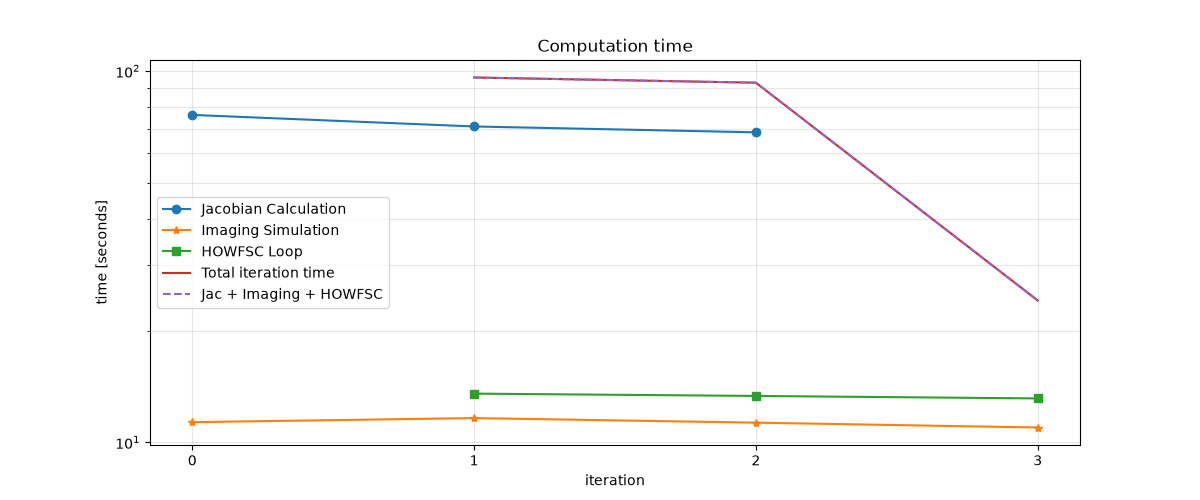 Computation time
10²
10¹
time [seconds]
Jacobian Calculation
Imaging Simulation
HOWFSC Loop
Total iteration time
Jac + Imaging + HOWFSC
0 1 2 3
iteration